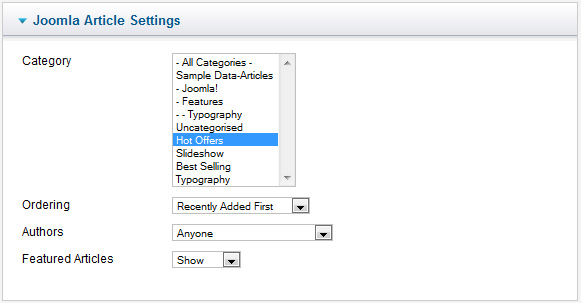 Joomla Article Settings
Category
- All Categories -
Sample Data-Articles
- Joomla!
- Features
- - Typography
Uncategorised
Hot Offers
Slideshow
Best Selling
Typography
Ordering
Recently Added First
Authors
Anyone
Featured Articles
Show